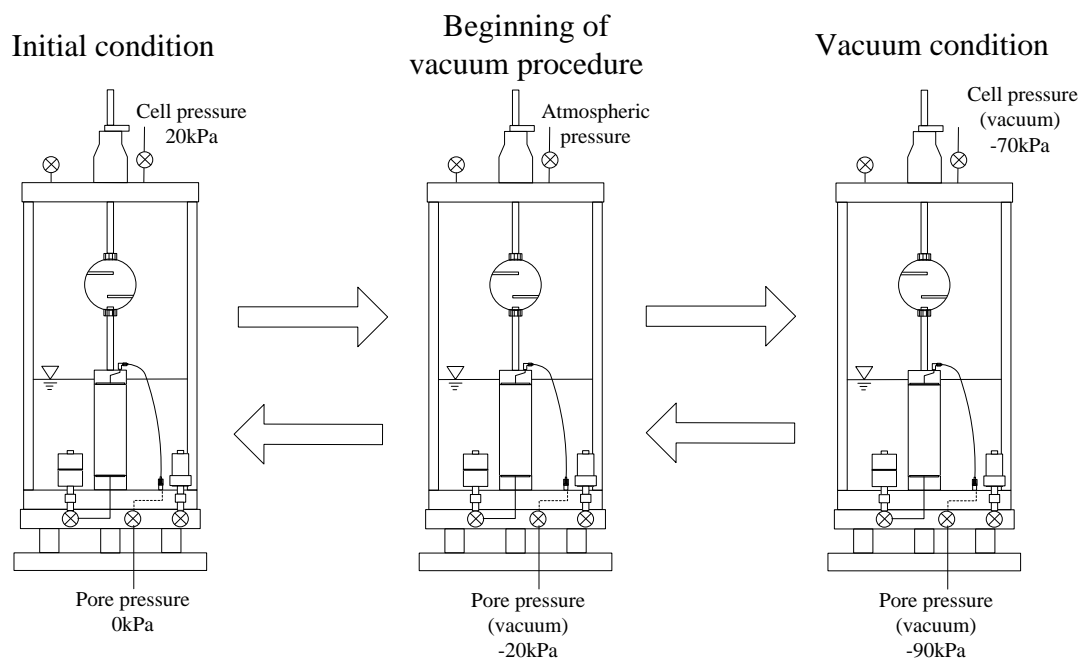 Initial condition
Beginning of
vacuum procedure
Vacuum condition
Cell pressure
20kPa
Atmospheric
pressure
Cell pressure
(vacuum)
-70kPa
Pore pressure
0kPa
Pore pressure
(vacuum)
-20kPa
Pore pressure
(vacuum)
-90kPa